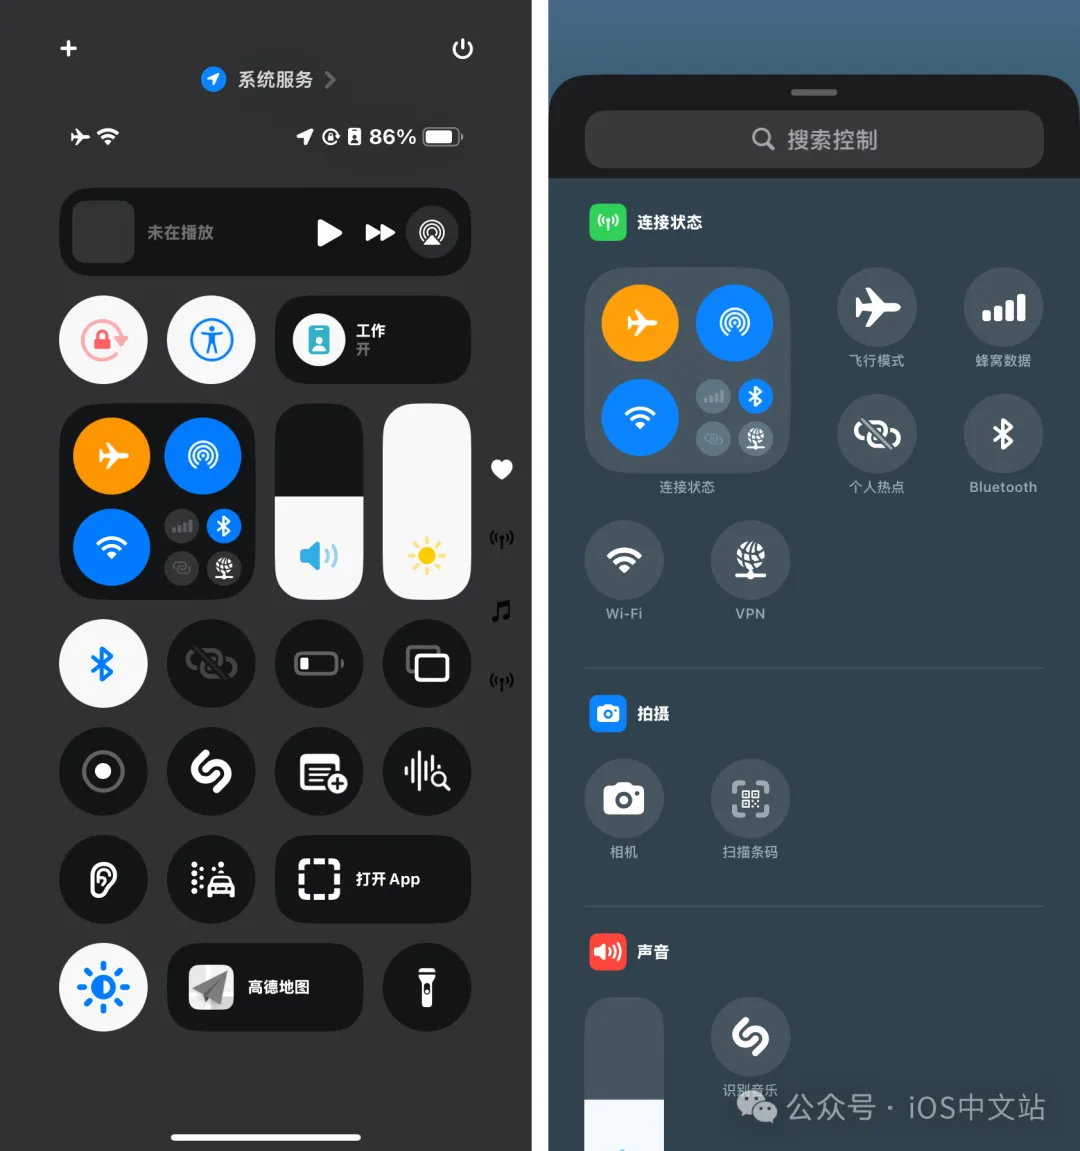 系统服务
86%
未在播放
工作
开
打开 App
高德地图
搜索控制
连接状态
飞行模式
蜂窝数据
连接状态
个人热点
Bluetooth
Wi-Fi
VPN
拍摄
相机
扫描条码
声音
识别音乐
公众号 · iOS中文站